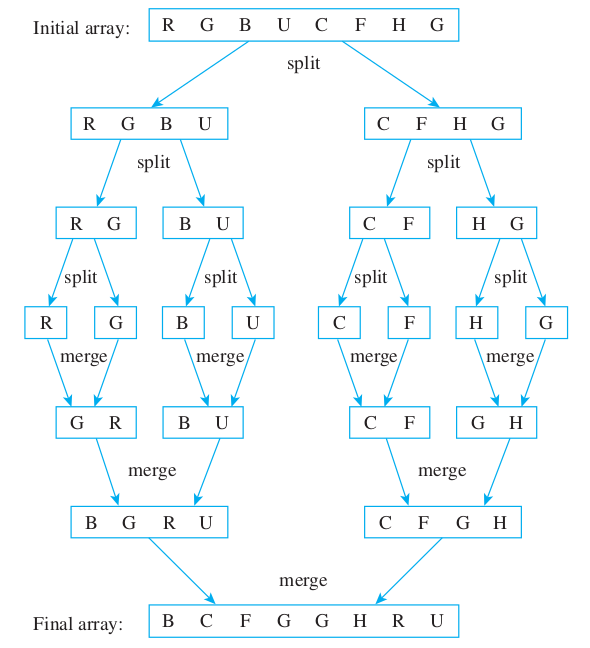 Initial array: R G B U C F H G
split
R G B U C F H G
split split
R G B U C F H G
split split split split
R G B U C F H G
merge merge merge merge
G R B U C F G H
merge merge
B G R U C F G H
merge
Final array: B C F G G H R U